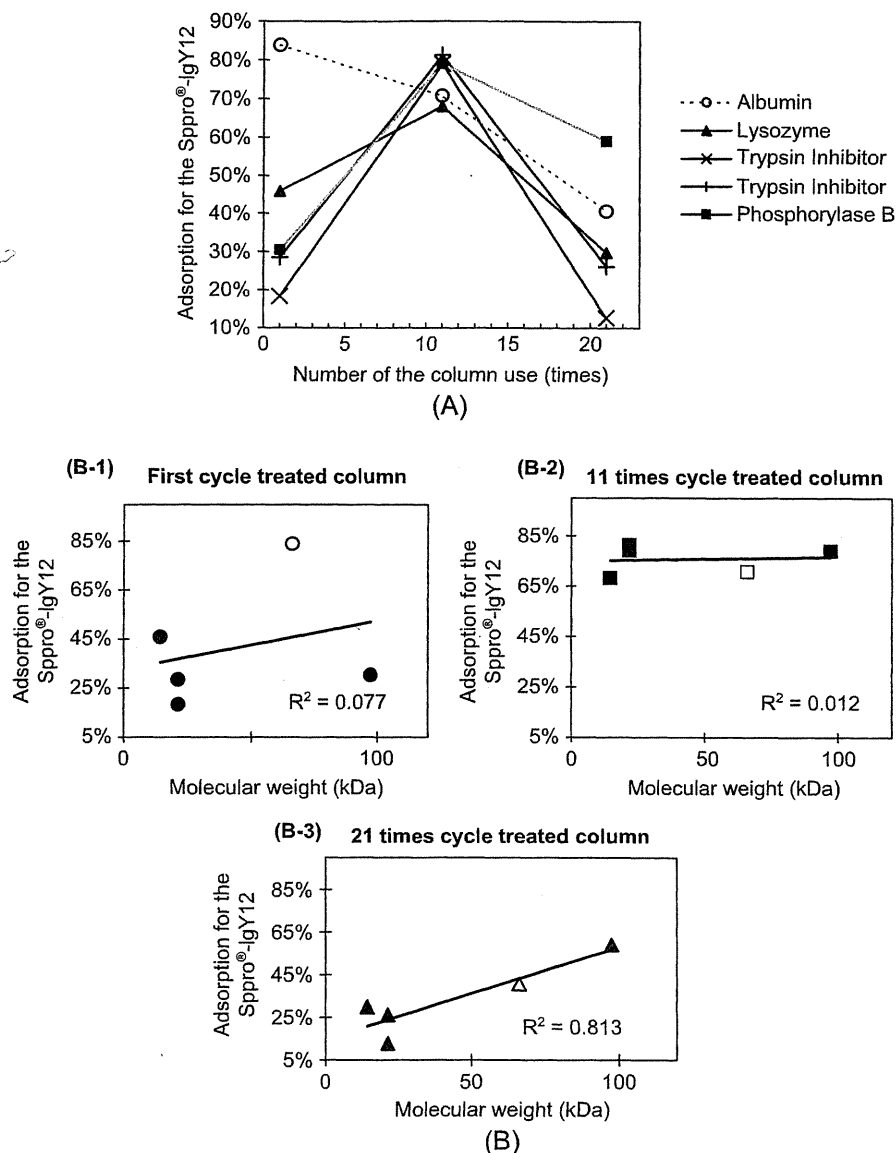 Adsorption for the Sppro®-IgY12
90%
80%
70%
60%
50%
40%
30%
20%
10%
0
5
10
15
20
Number of the column use (times)
Albumin
Lysozyme
Trypsin Inhibitor
Trypsin Inhibitor
Phosphorylase B
(A)
(B-1)
First cycle treated column
Adsorption for the
Sppro®-IgY12
85%
65%
45%
25%
5%
R² = 0.077
0
100
Molecular weight (kDa)
(B-2)
11 times cycle treated column
Adsorption for the
Sppro®-IgY12
85%
65%
45%
25%
5%
R² = 0.012
0
50
100
Molecular weight (kDa)
(B-3)
21 times cycle treated column
Adsorption for the
Sppro®-IgY12
85%
65%
45%
25%
5%
R² = 0.813
0
50
100
Molecular weight (kDa)
(B)